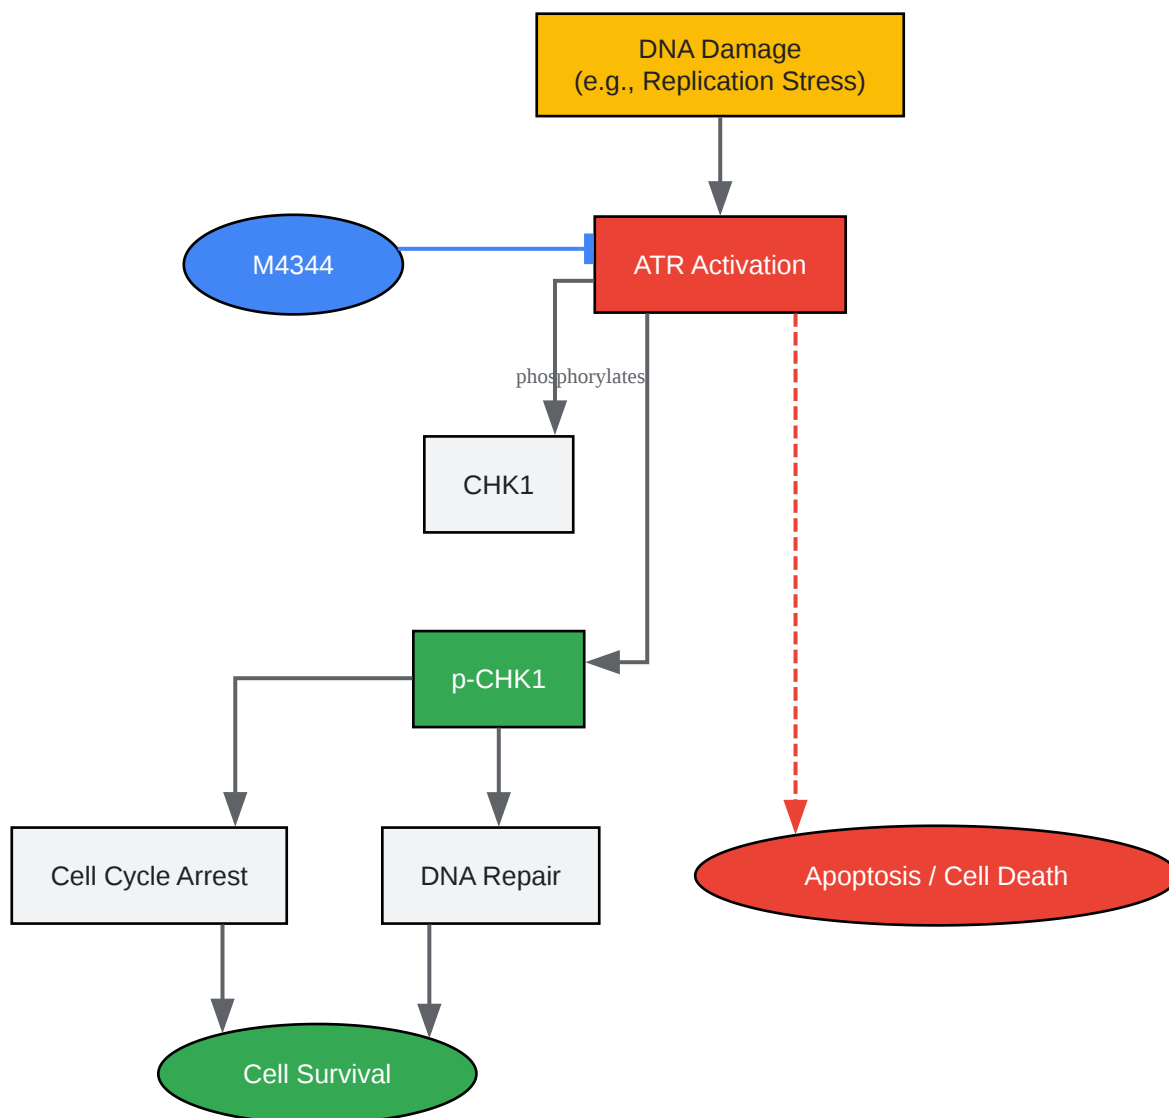 DNA Damage
(e.g., Replication Stress)
M4344
ATR Activation
phosphorylates
CHK1
p-CHK1
Cell Cycle Arrest
DNA Repair
Apoptosis / Cell Death
Cell Survival